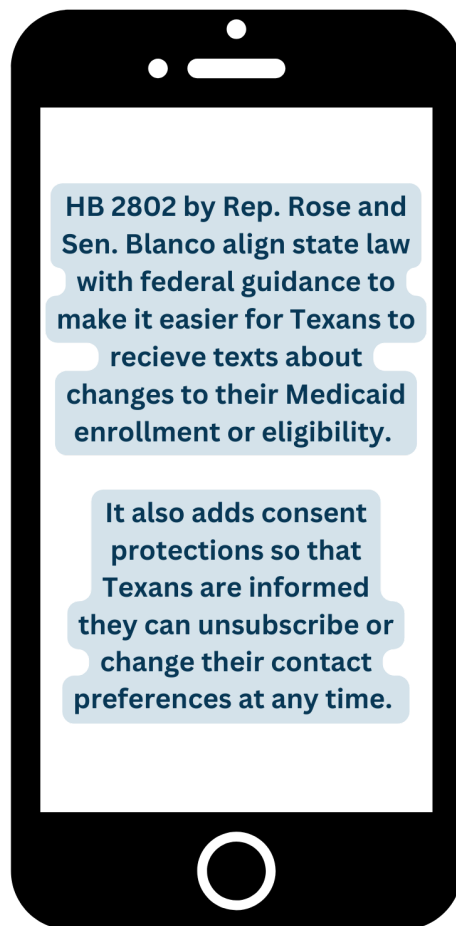 HB 2802 by Rep. Rose and
Sen. Blanco align state law
with federal guidance to
make it easier for Texans to
recieve texts about
changes to their Medicaid
enrollment or eligibility.
It also adds consent
protections so that
Texans are informed
they can unsubscribe or
change their contact
preferences at any time.